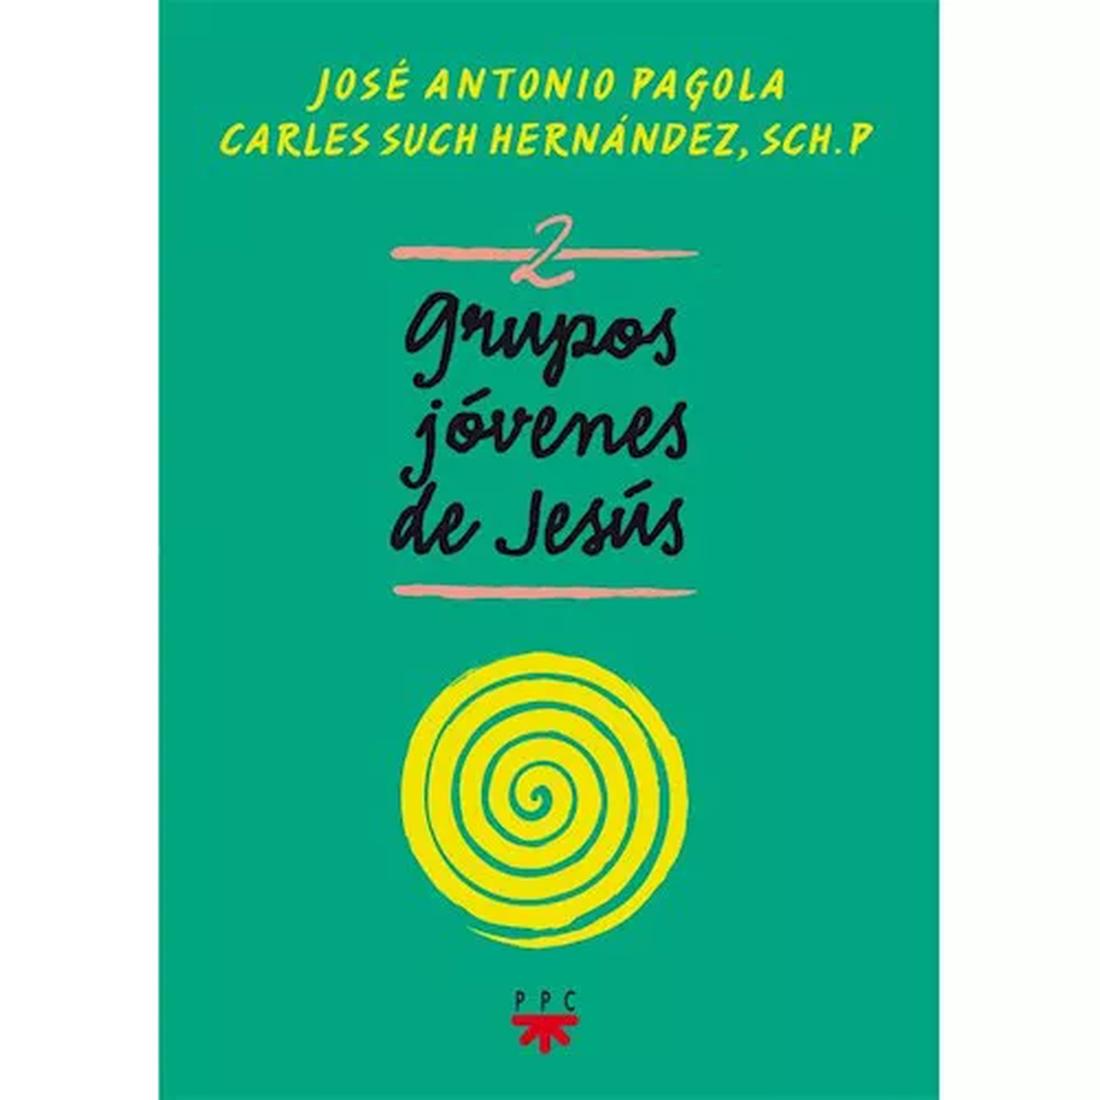 JOSÉ ANTONIO PAGOLA
CARLES SUCH HERNÁNDEZ, SCH.P
2
grupos
jóvenes
de Jesús
PPC